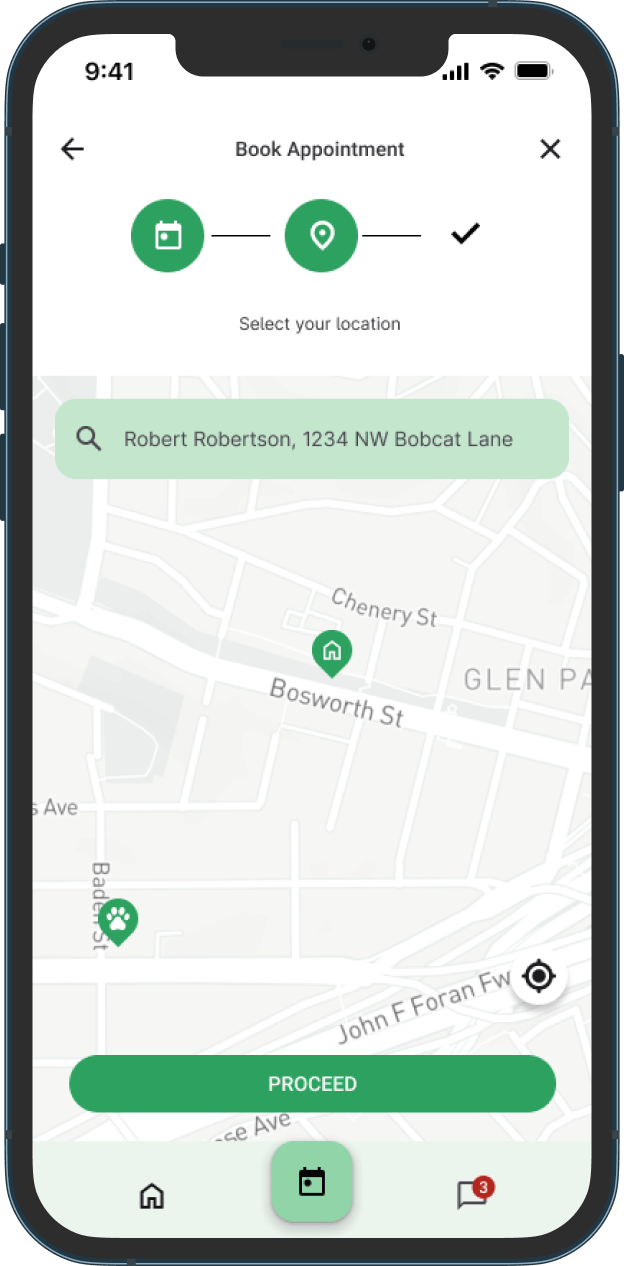 9:41
Book Appointment
Select your location
Robert Robertson, 1234 NW Bobcat Lane
Chenery St
GLEN PA
Bosworth St
s Ave
Baden St
John F Foran Fw
PROCEED
se Ave
3